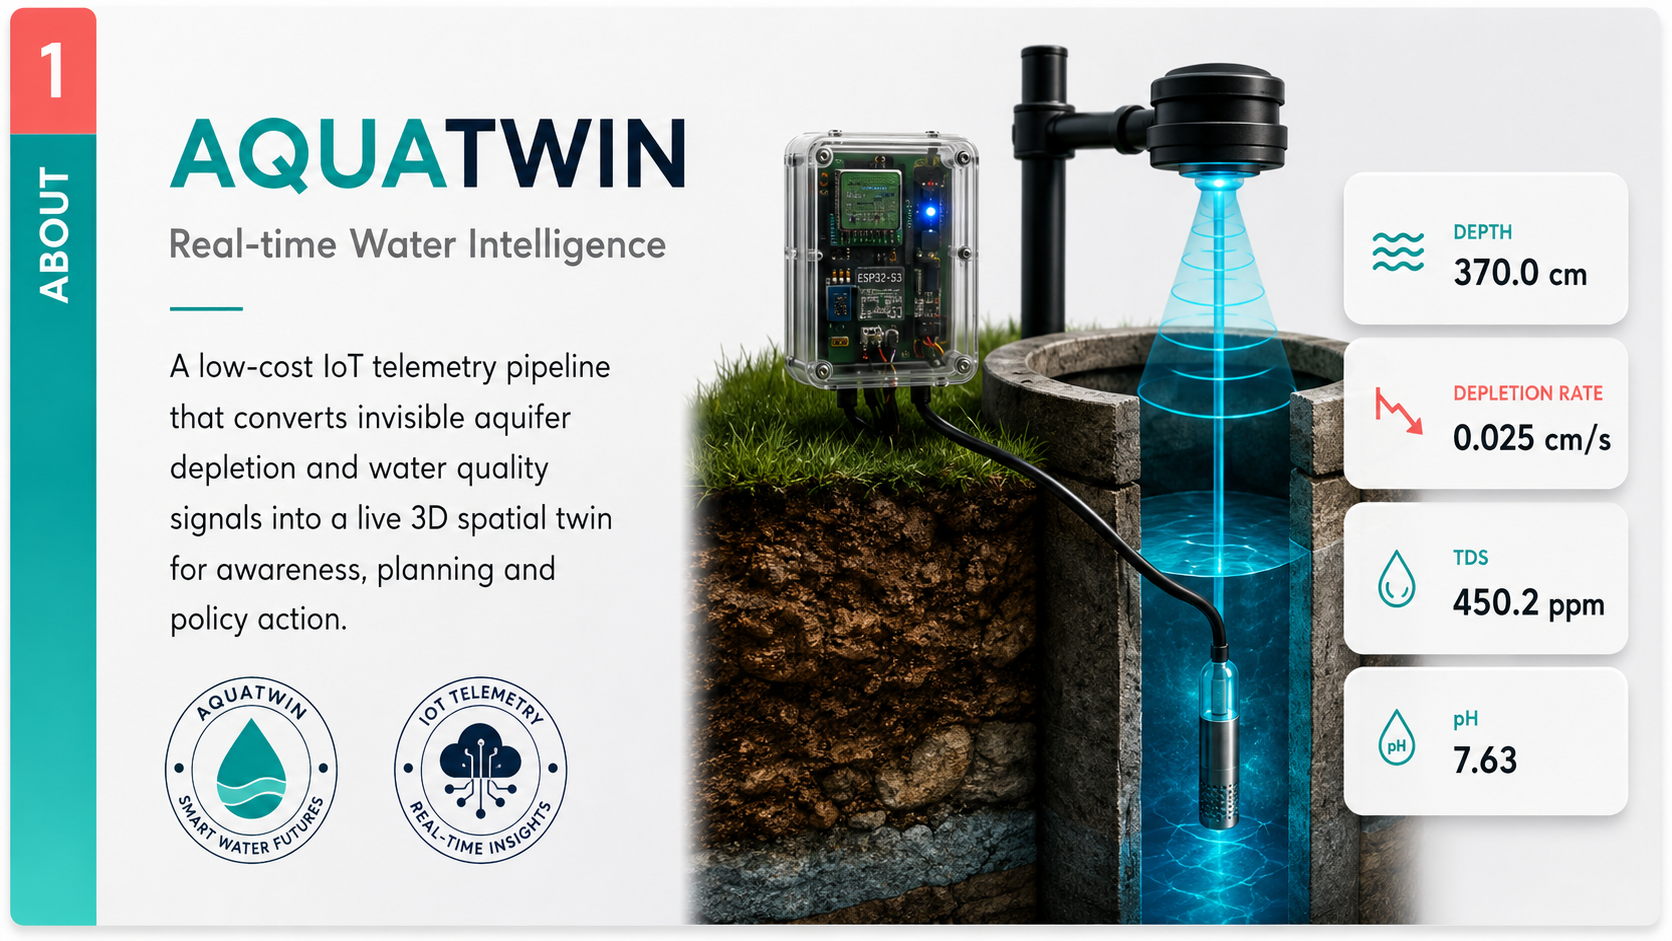 1
ABOUT
AQUATWIN
Real-time Water Intelligence
A low-cost IoT telemetry pipeline
that converts invisible aquifer
depletion and water quality
signals into a live 3D spatial twin
for awareness, planning and
policy action.
AQUATWIN
SMART WATER FUTURES
IOT TELEMETRY
REAL-TIME INSIGHTS
ESP32-S3
DEPTH
370.0 cm
DEPLETION RATE
0.025 cm/s
TDS
450.2 ppm
pH
pH
7.63